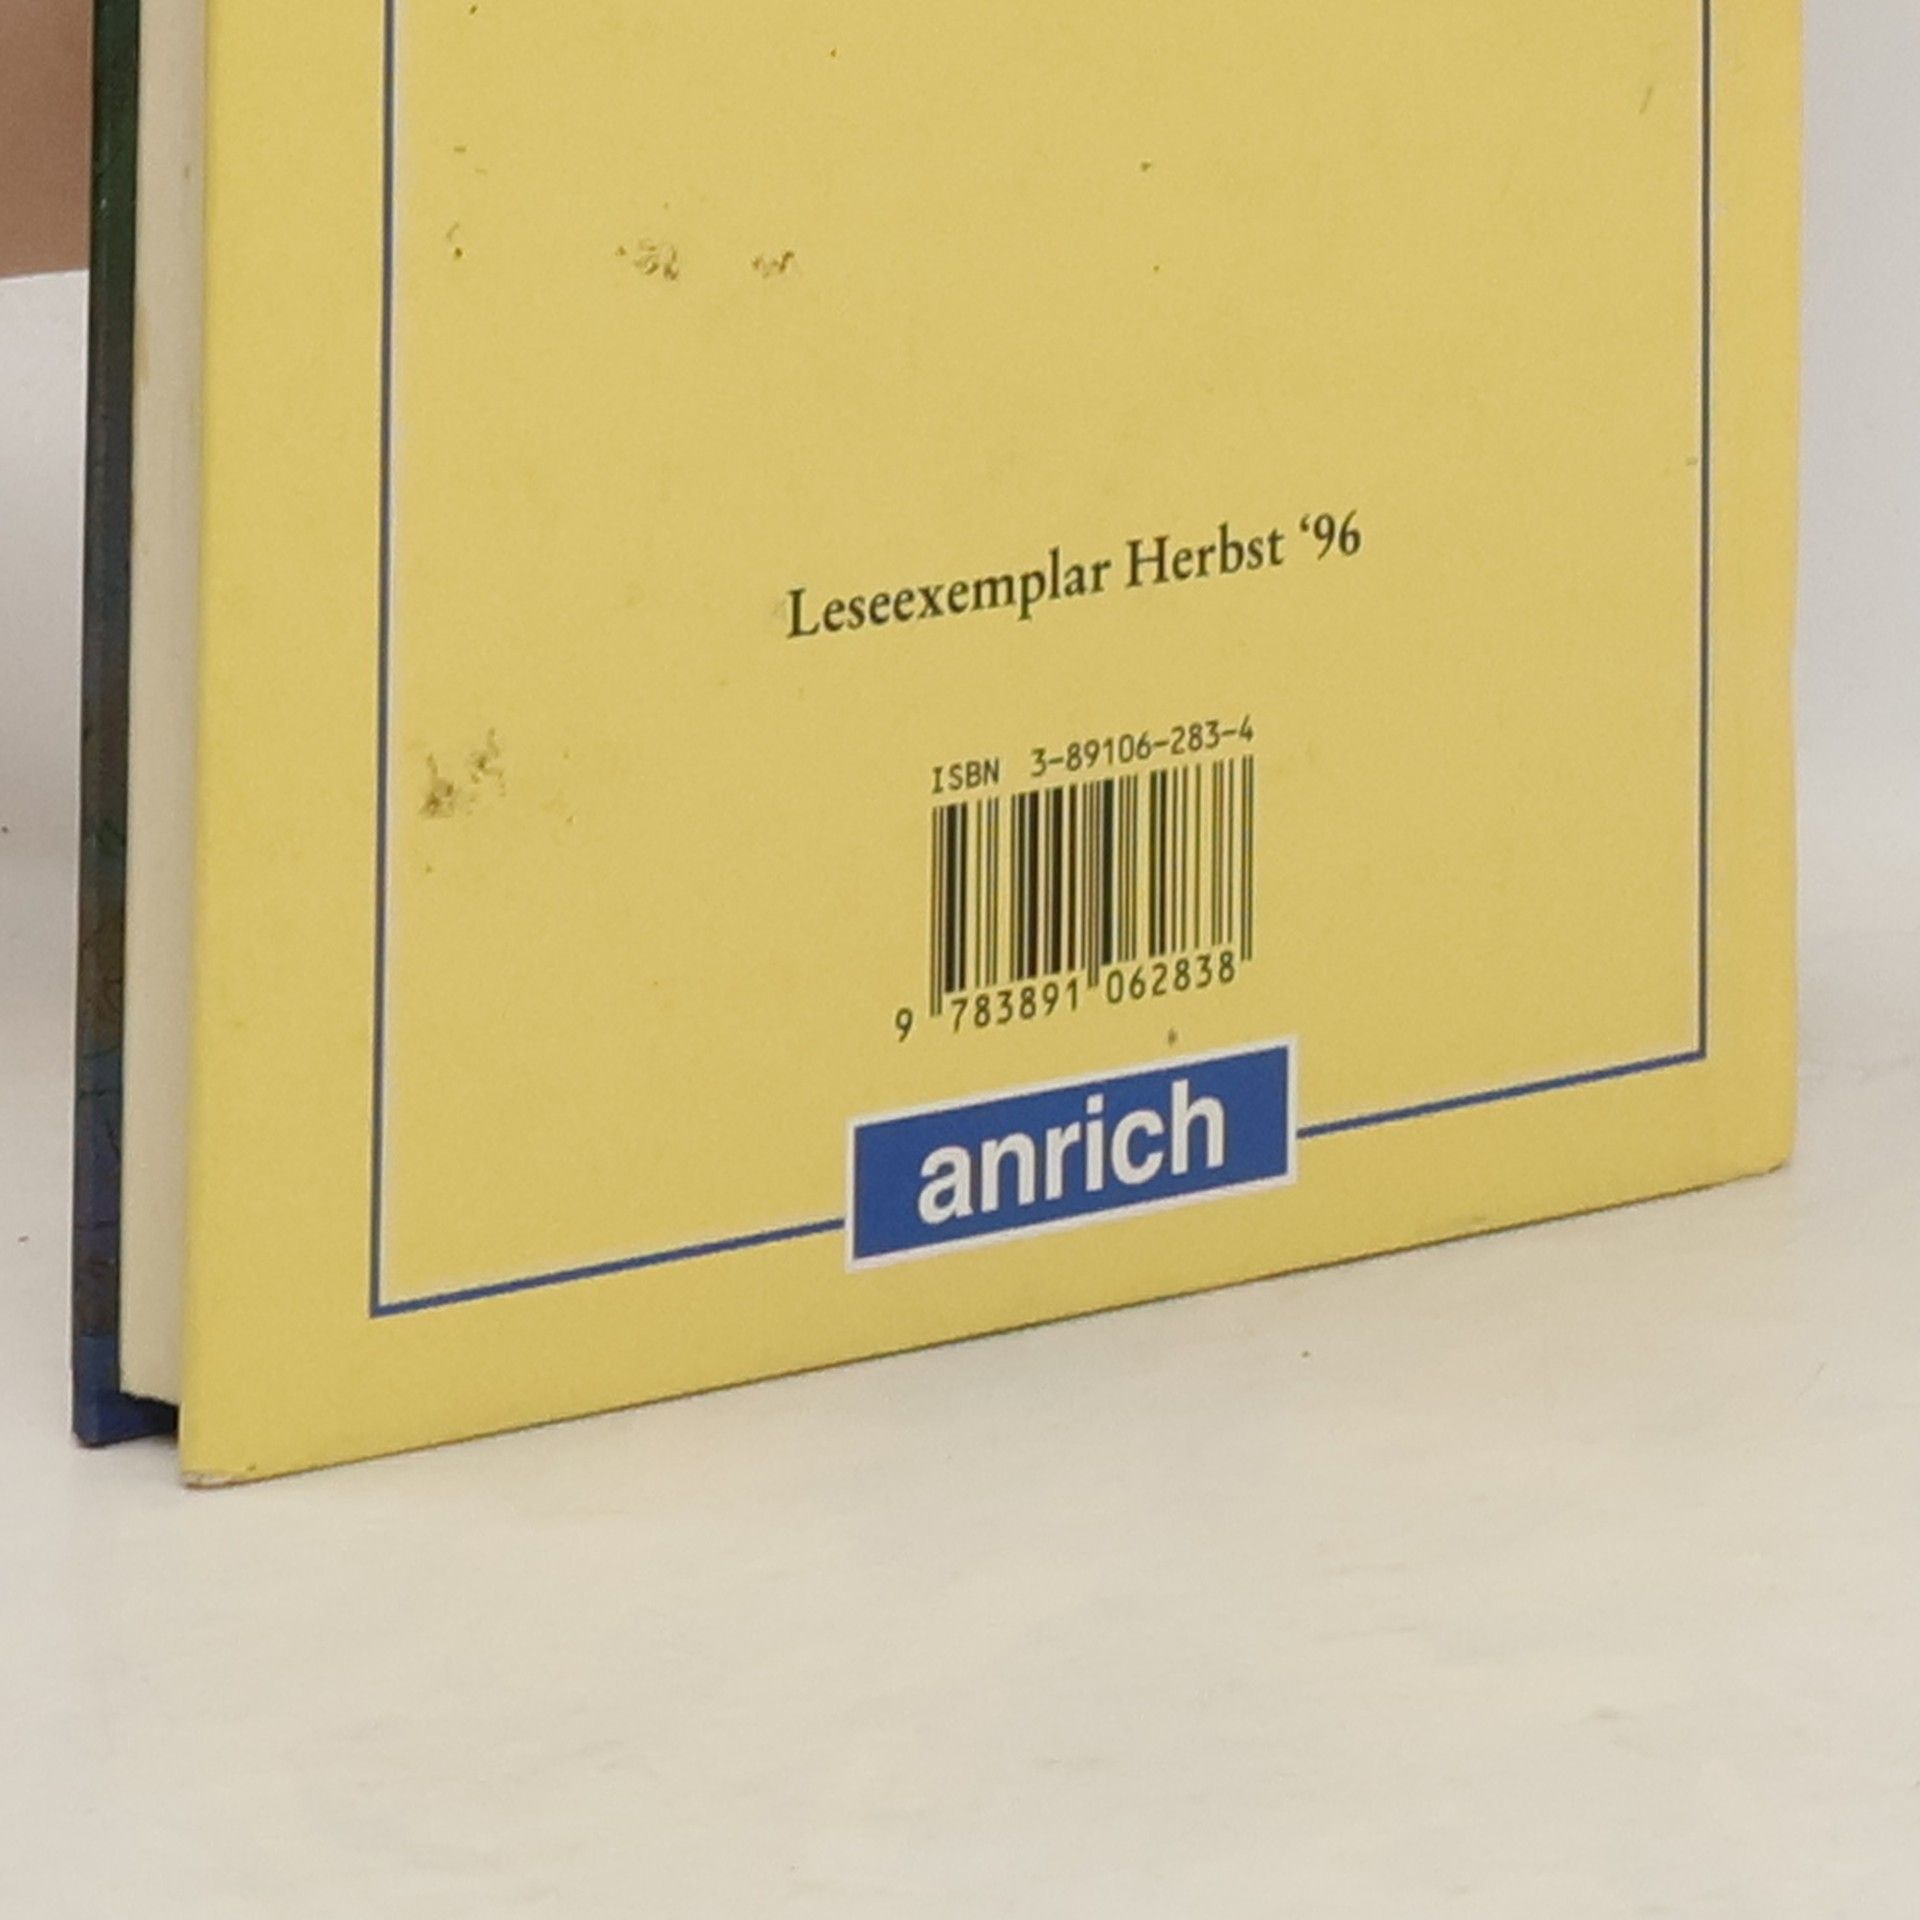 Leseexemplar Herbst ‘96
ISBN 3-89106-283-4
9 783891 062838
anrich